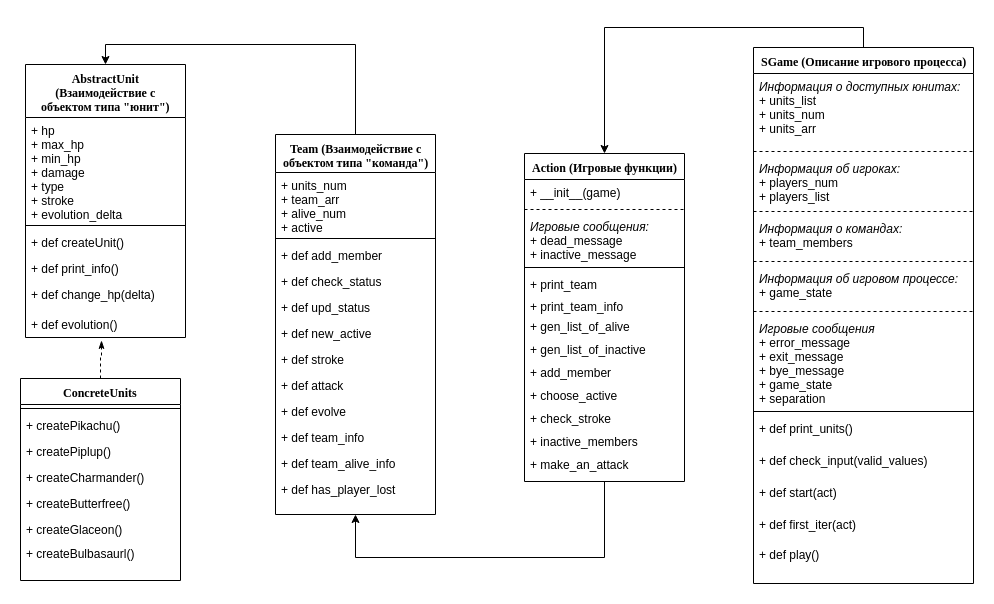 AbstractUnit
(Взаимодействие с
объектом типа "юнит")
+ hp
+ max_hp
+ min_hp
+ damage
+ type
+ stroke
+ evolution_delta
+ def createUnit()
+ def print_info()
+ def change_hp(delta)
+ def evolution()
ConcreteUnits
+ createPikachu()
+ createPiplup()
+ createCharmander()
+ createButterfree()
+ createGlaceon()
+ createBulbasaurl()
Team (Взаимодействие с
объектом типа "команда")
+ units_num
+ team_arr
+ alive_num
+ active
+ def add_member
+ def check_status
+ def upd_status
+ def new_active
+ def stroke
+ def attack
+ def evolve
+ def team_info
+ def team_alive_info
+ def has_player_lost
Action (Игровые функции)
+ __init__(game)
Игровые сообщения:
+ dead_message
+ inactive_message
+ print_team
+ print_team_info
+ gen_list_of_alive
+ gen_list_of_inactive
+ add_member
+ choose_active
+ check_stroke
+ inactive_members
+ make_an_attack
SGame (Описание игрового процесса)
Информация о доступных юнитах:
+ units_list
+ units_num
+ units_arr
Информация об игроках:
+ players_num
+ players_list
Информация о командах:
+ team_members
Информация об игровом процессе:
+ game_state
Игровые сообщения
+ error_message
+ exit_message
+ bye_message
+ game_state
+ separation
+ def print_units()
+ def check_input(valid_values)
+ def start(act)
+ def first_iter(act)
+ def play()